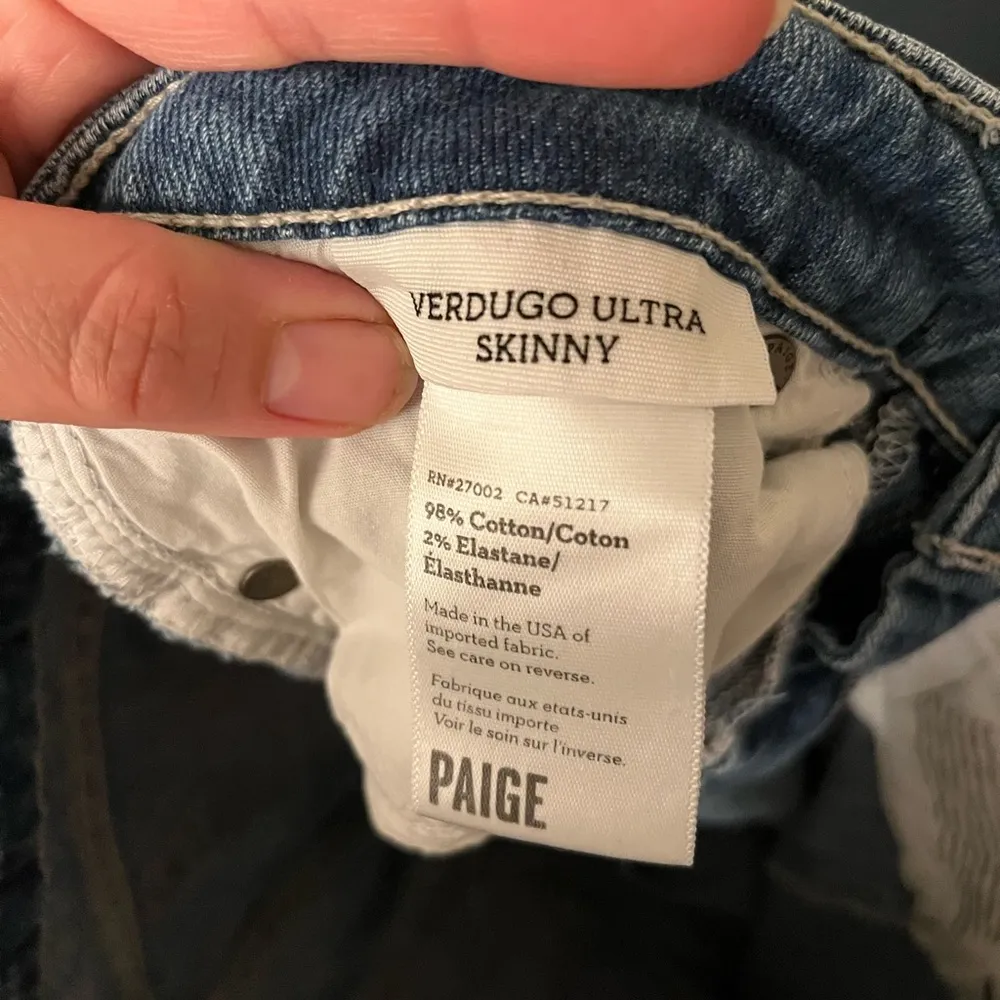 VERDUGO ULTRA
SKINNY
RN#27002 CA#51217
98% Cotton/Coton
2% Elastane/
Élasthanne
Made in the USA of
imported fabric.
See care on reverse.
Fabrique aux etats-unis
du tissu importe
Voir le soin sur l'inverse.
PAIGE